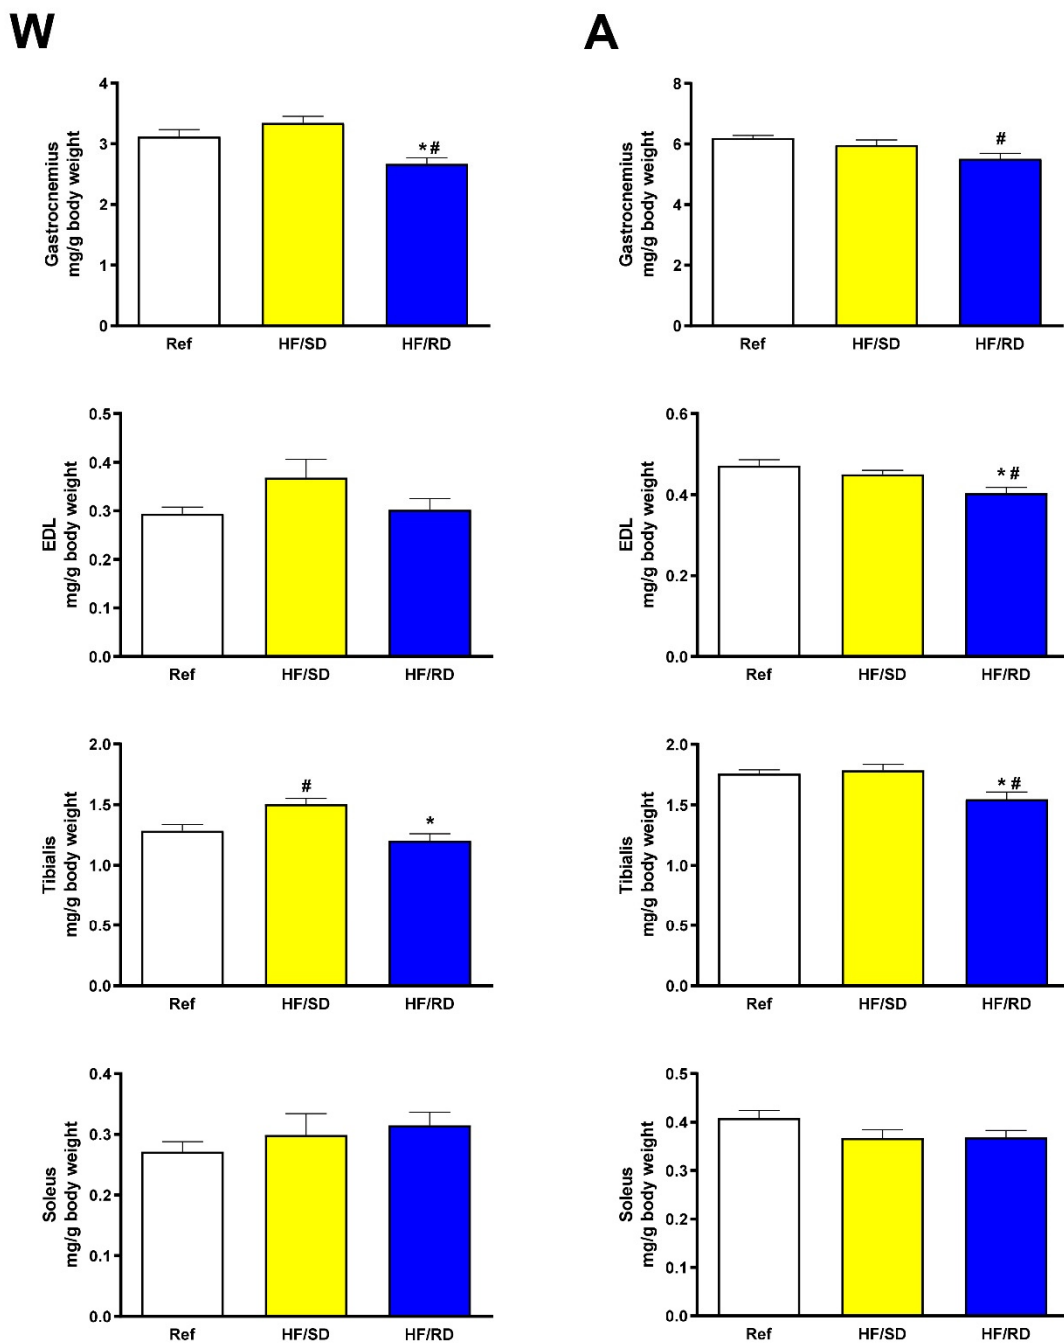 W
A
Gastrocnemius
mg/g body weight
4
3
2
1
0
*#
Ref HF/SD HF/RD
Gastrocnemius
mg/g body weight
8
6
4
2
0
#
Ref HF/SD HF/RD
EDL
mg/g body weight
0.5
0.4
0.3
0.2
0.1
0.0
Ref HF/SD HF/RD
EDL
mg/g body weight
0.6
0.4
0.2
0.0
*#
Ref HF/SD HF/RD
Tibialis
mg/g body weight
2.0
1.5
1.0
0.5
0.0
#
*
Ref HF/SD HF/RD
Tibialis
mg/g body weight
2.0
1.5
1.0
0.5
0.0
*#
Ref HF/SD HF/RD
Soleus
mg/g body weight
0.4
0.3
0.2
0.1
0.0
Ref HF/SD HF/RD
Soleus
mg/g body weight
0.5
0.4
0.3
0.2
0.1
0.0
Ref HF/SD HF/RD